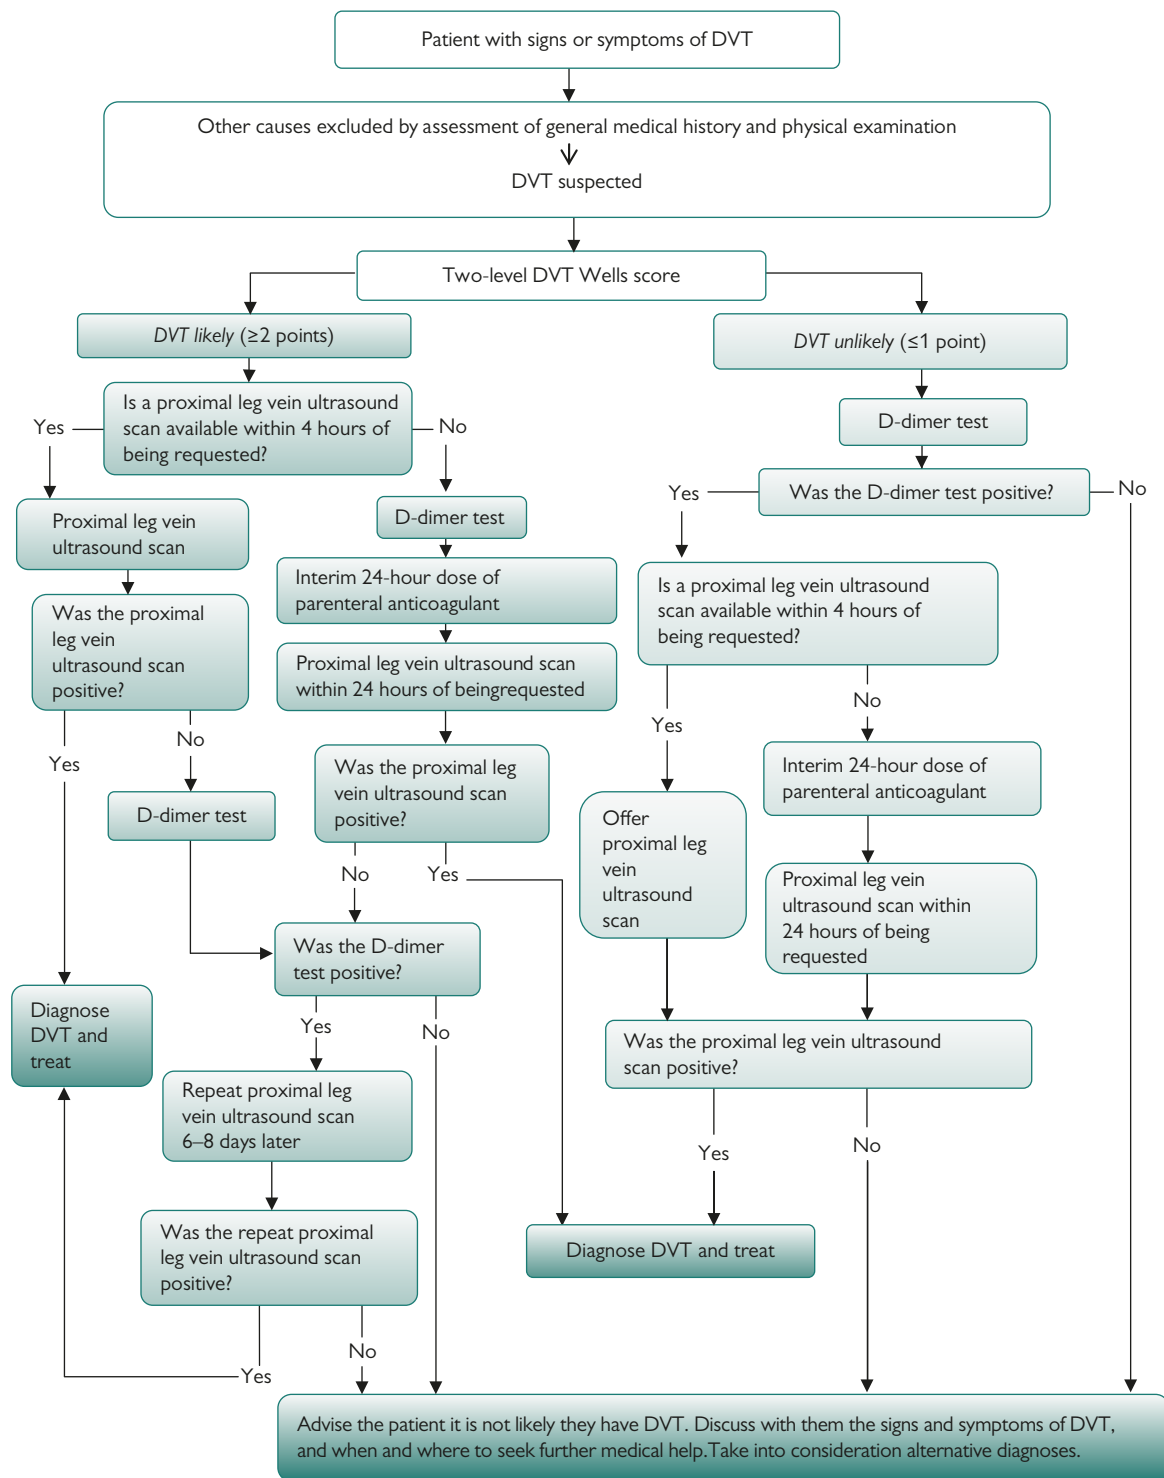 Patient with signs or symptoms of DVT
Other causes excluded by assessment of general medical history and physical examination
DVT suspected
Two-level DVT Wells score
DVT likely (≥2 points)
DVT unlikely (≤1 point)
Is a proximal leg vein ultrasound
scan available within 4 hours of
being requested?
Yes
No
D-dimer test
Was the D-dimer test positive?
Yes
No
Proximal leg vein
ultrasound scan
D-dimer test
Interim 24-hour dose of
parenteral anticoagulant
Is a proximal leg vein ultrasound
scan available within 4 hours of
being requested?
Was the proximal
leg vein
ultrasound scan
positive?
Proximal leg vein ultrasound scan
within 24 hours of beingrequested
Yes
No
Yes
No
Was the proximal leg
vein ultrasound scan
positive?
Interim 24-hour dose of
parenteral anticoagulant
D-dimer test
Offer
proximal leg
vein
ultrasound
scan
No
Yes
Proximal leg vein
ultrasound scan within
24 hours of being
requested
Was the D-dimer
test positive?
Diagnose
DVT and
treat
Yes
No
Was the proximal leg vein ultrasound
scan positive?
Repeat proximal leg
vein ultrasound scan
6–8 days later
Yes
No
Was the repeat proximal
leg vein ultrasound scan
positive?
Diagnose DVT and treat
Yes
No
Advise the patient it is not likely they have DVT. Discuss with them the signs and symptoms of DVT,
and when and where to seek further medical help.Take into consideration alternative diagnoses.